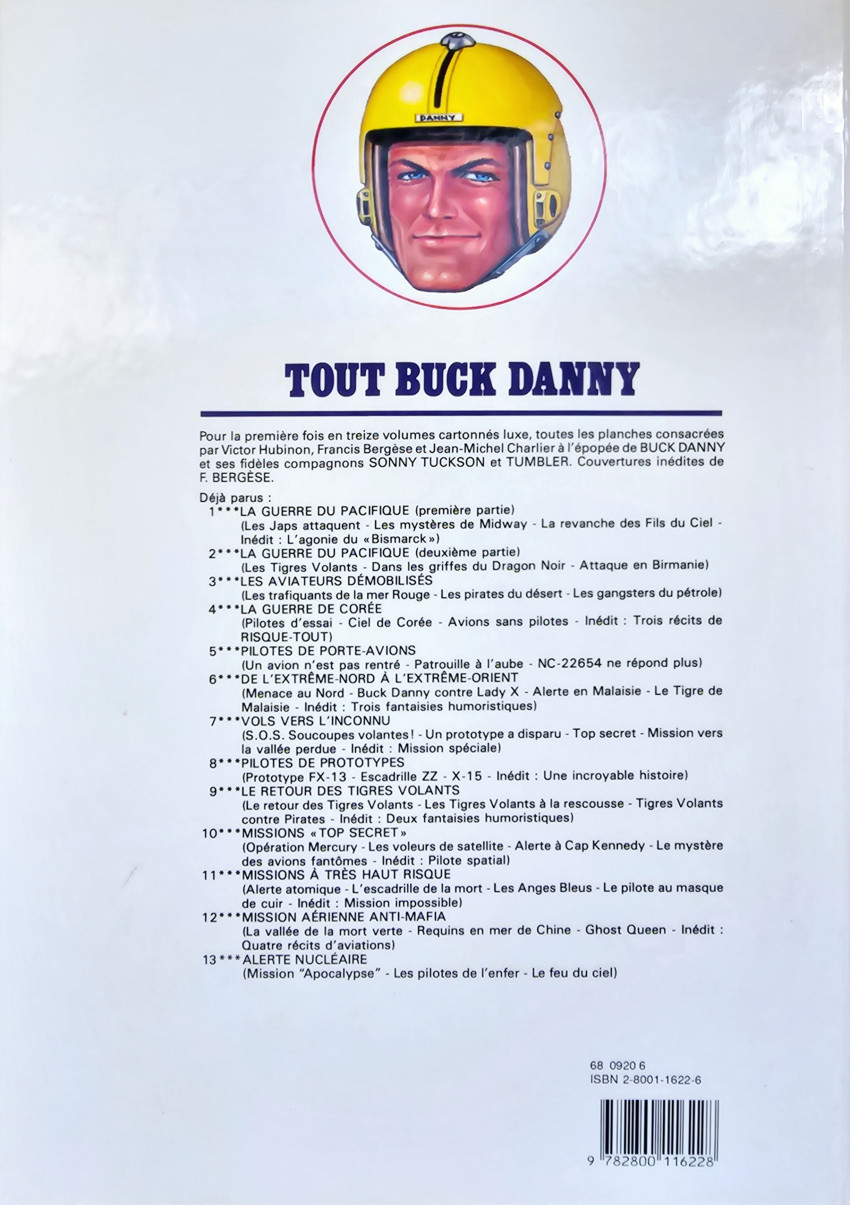 DANNY
TOUT BUCK DANNY
Pour la première fois en treize volumes cartonnés luxe, toutes les planches consacrées
par Victor Hubinon, Francis Bergèse et Jean-Michel Charlier à l'épopée de BUCK DANNY
et ses fidèles compagnons SONNY TUCKSON et TUMBLER. Couvertures inédites de
F. BERGÈSE.
Déjà parus :
1***LA GUERRE DU PACIFIQUE (première partie)
(Les Japs attaquent - Les mystères de Midway - La revanche des Fils du Ciel -
Inédit : L'agonie du «Bismarck»)
2***LA GUERRE DU PACIFIQUE (deuxième partie)
(Les Tigres Volants - Dans les griffes du Dragon Noir - Attaque en Birmanie)
3***LES AVIATEURS DÉMOBILISÉS
(Les trafiquants de la mer Rouge - Les pirates du désert - Les gangsters du pétrole)
4***LA GUERRE DE CORÉE
(Pilotes d'essai - Ciel de Corée - Avions sans pilotes - Inédit : Trois récits de
RISQUE-TOUT)
5***PILOTES DE PORTE-AVIONS
(Un avion n'est pas rentré - Patrouille à l'aube - NC-22654 ne répond plus)
6***DE L'EXTRÊME-NORD À L'EXTRÊME-ORIENT
(Menace au Nord - Buck Danny contre Lady X - Alerte en Malaisie - Le Tigre de
Malaisie - Inédit : Trois fantaisies humoristiques)
7***VOLS VERS L'INCONNU
(S.O.S. Soucoupes volantes! - Un prototype a disparu - Top secret - Mission vers
la vallée perdue - Inédit : Mission spéciale)
8***PILOTES DE PROTOTYPES
(Prototype FX-13 - Escadrille ZZ - X-15 - Inédit : Une incroyable histoire)
9***LE RETOUR DES TIGRES VOLANTS
(Le retour des Tigres Volants - Les Tigres Volants à la rescousse - Tigres Volants
contre Pirates - Inédit : Deux fantaisies humoristiques)
10***MISSIONS «TOP SECRET»
(Opération Mercury - Les voleurs de satellite - Alerte à Cap Kennedy - Le mystère
des avions fantômes - Inédit : Pilote spatial)
11***MISSIONS À TRÈS HAUT RISQUE
(Alerte atomique - L'escadrille de la mort - Les Anges Bleus - Le pilote au masque
de cuir - Inédit : Mission impossible)
12***MISSION AÉRIENNE ANTI-MAFIA
(La vallée de la mort verte - Requins en mer de Chine - Ghost Queen - Inédit :
Quatre récits d'aviations)
13***ALERTE NUCLÉAIRE
(Mission "Apocalypse" - Les pilotes de l'enfer - Le feu du ciel)
68 0920 6
ISBN 2-8001-1622-6
9 782800 116228